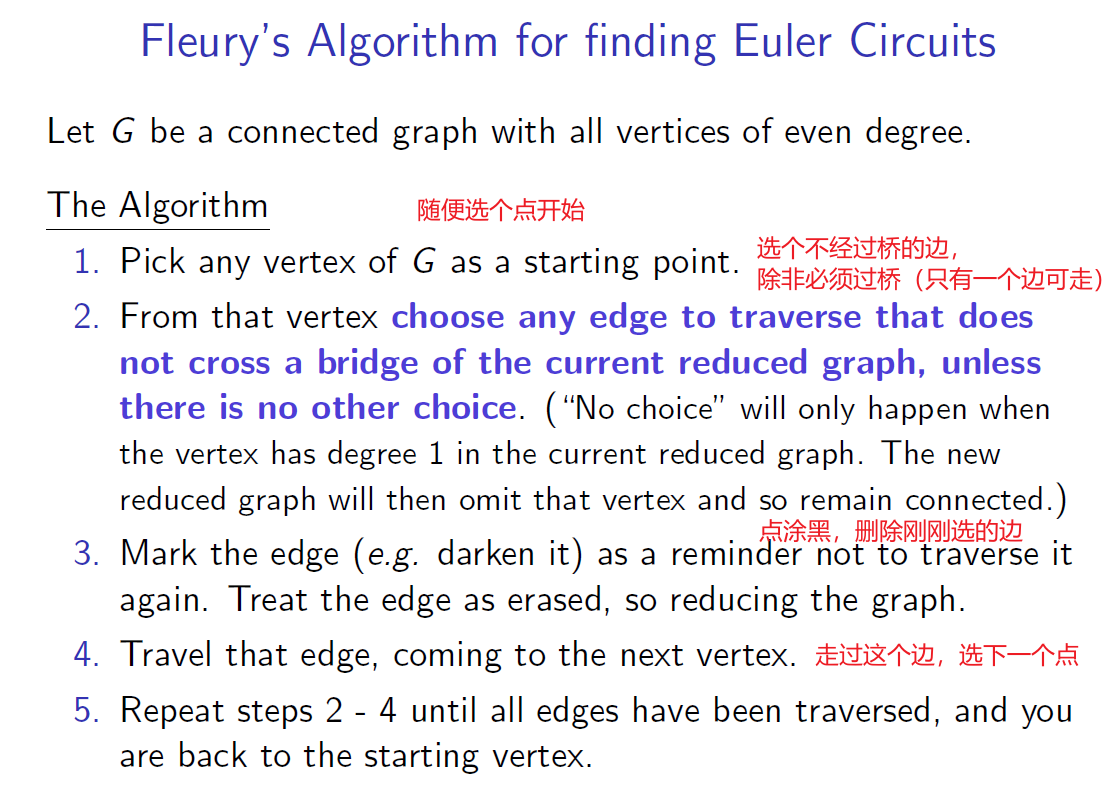 Fleury's Algorithm for finding Euler Circuits
Let G be a connected graph with all vertices of even degree.
The Algorithm
随便选个点开始
1. Pick any vertex of G as a starting point.
选个不经过桥的边，
除非必须过桥（只有一个边可走）
2. From that vertex choose any edge to traverse that does
not cross a bridge of the current reduced graph, unless
there is no other choice. (“No choice” will only happen when
the vertex has degree 1 in the current reduced graph. The new
reduced graph will then omit that vertex and so remain connected.)
点涂黑，删除刚刚选的边
3. Mark the edge (e.g. darken it) as a reminder not to traverse it
again. Treat the edge as erased, so reducing the graph.
4. Travel that edge, coming to the next vertex.
走过这个边，选下一个点
5. Repeat steps 2 - 4 until all edges have been traversed, and you
are back to the starting vertex.